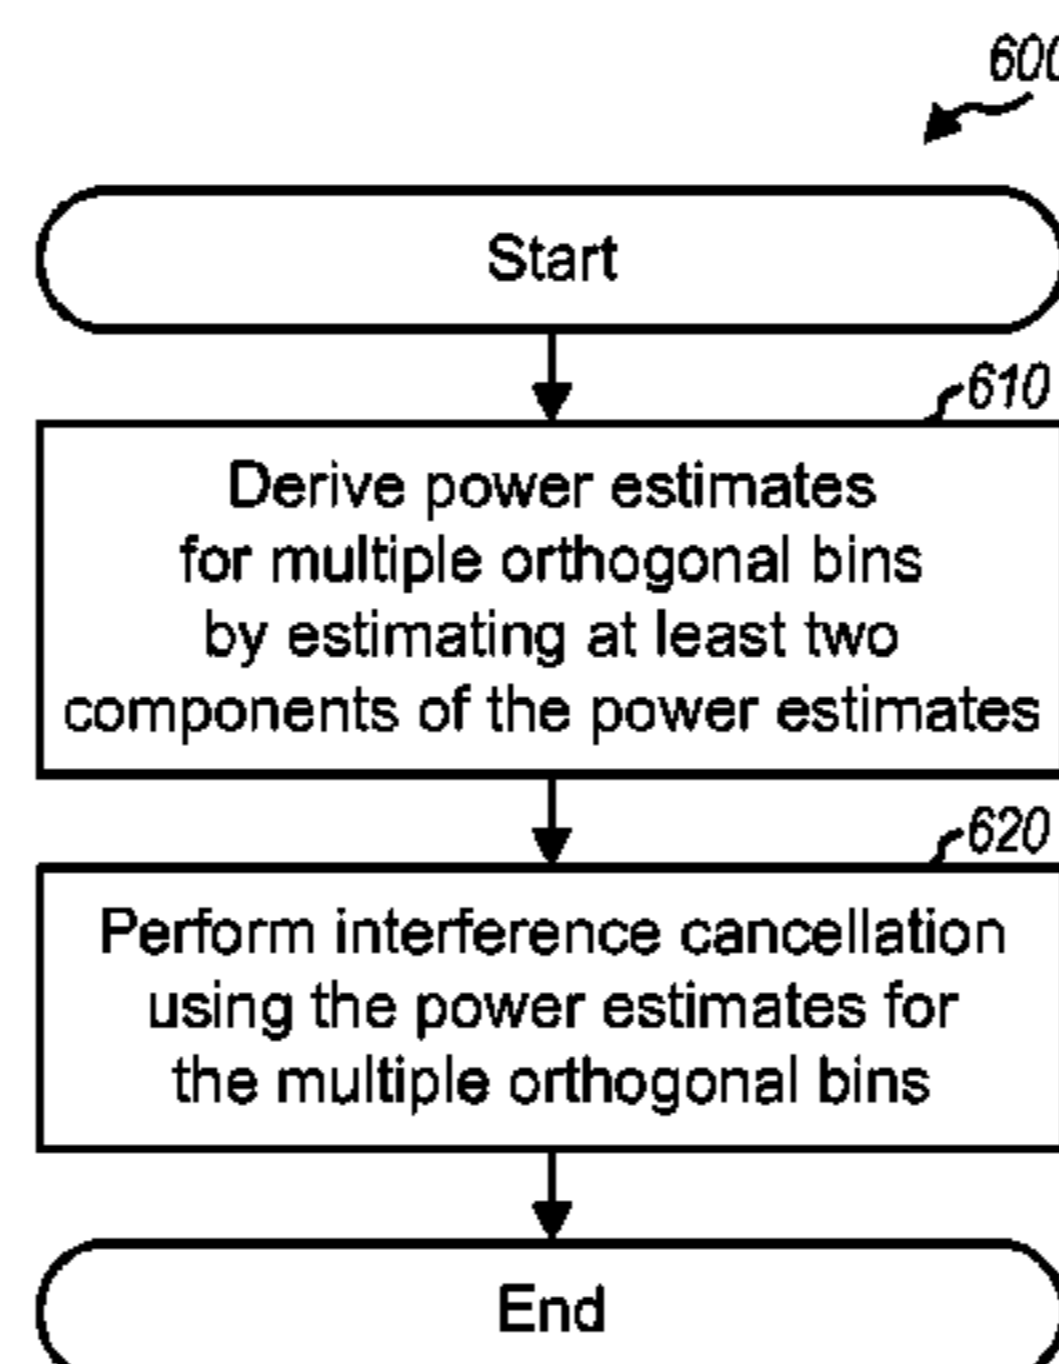 600
Start
610
Derive power estimates
for multiple orthogonal bins
by estimating at least two
components of the power estimates
620
Perform interference cancellation
using the power estimates for
the multiple orthogonal bins
End